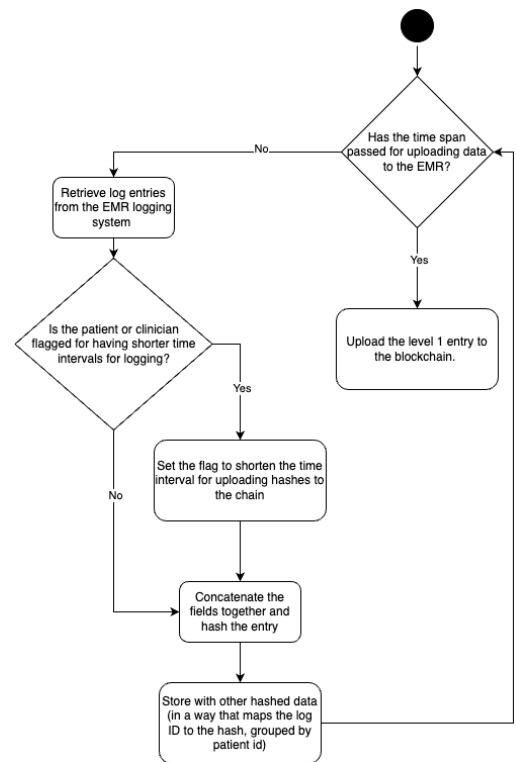 Has the time span
passed for uploading data
to the EMR?
No
Retrieve log entries
from the EMR logging
system
Yes
Upload the level 1 entry to
the blockchain.
Is the patient or clinician
flagged for having shorter time
intervals for logging?
Yes
Set the flag to shorten the time
interval for uploading hashes to
the chain
No
Concatenate the
fields together and
hash the entry
Store with other hashed data
(in a way that maps the log
ID to the hash, grouped by
patient id)